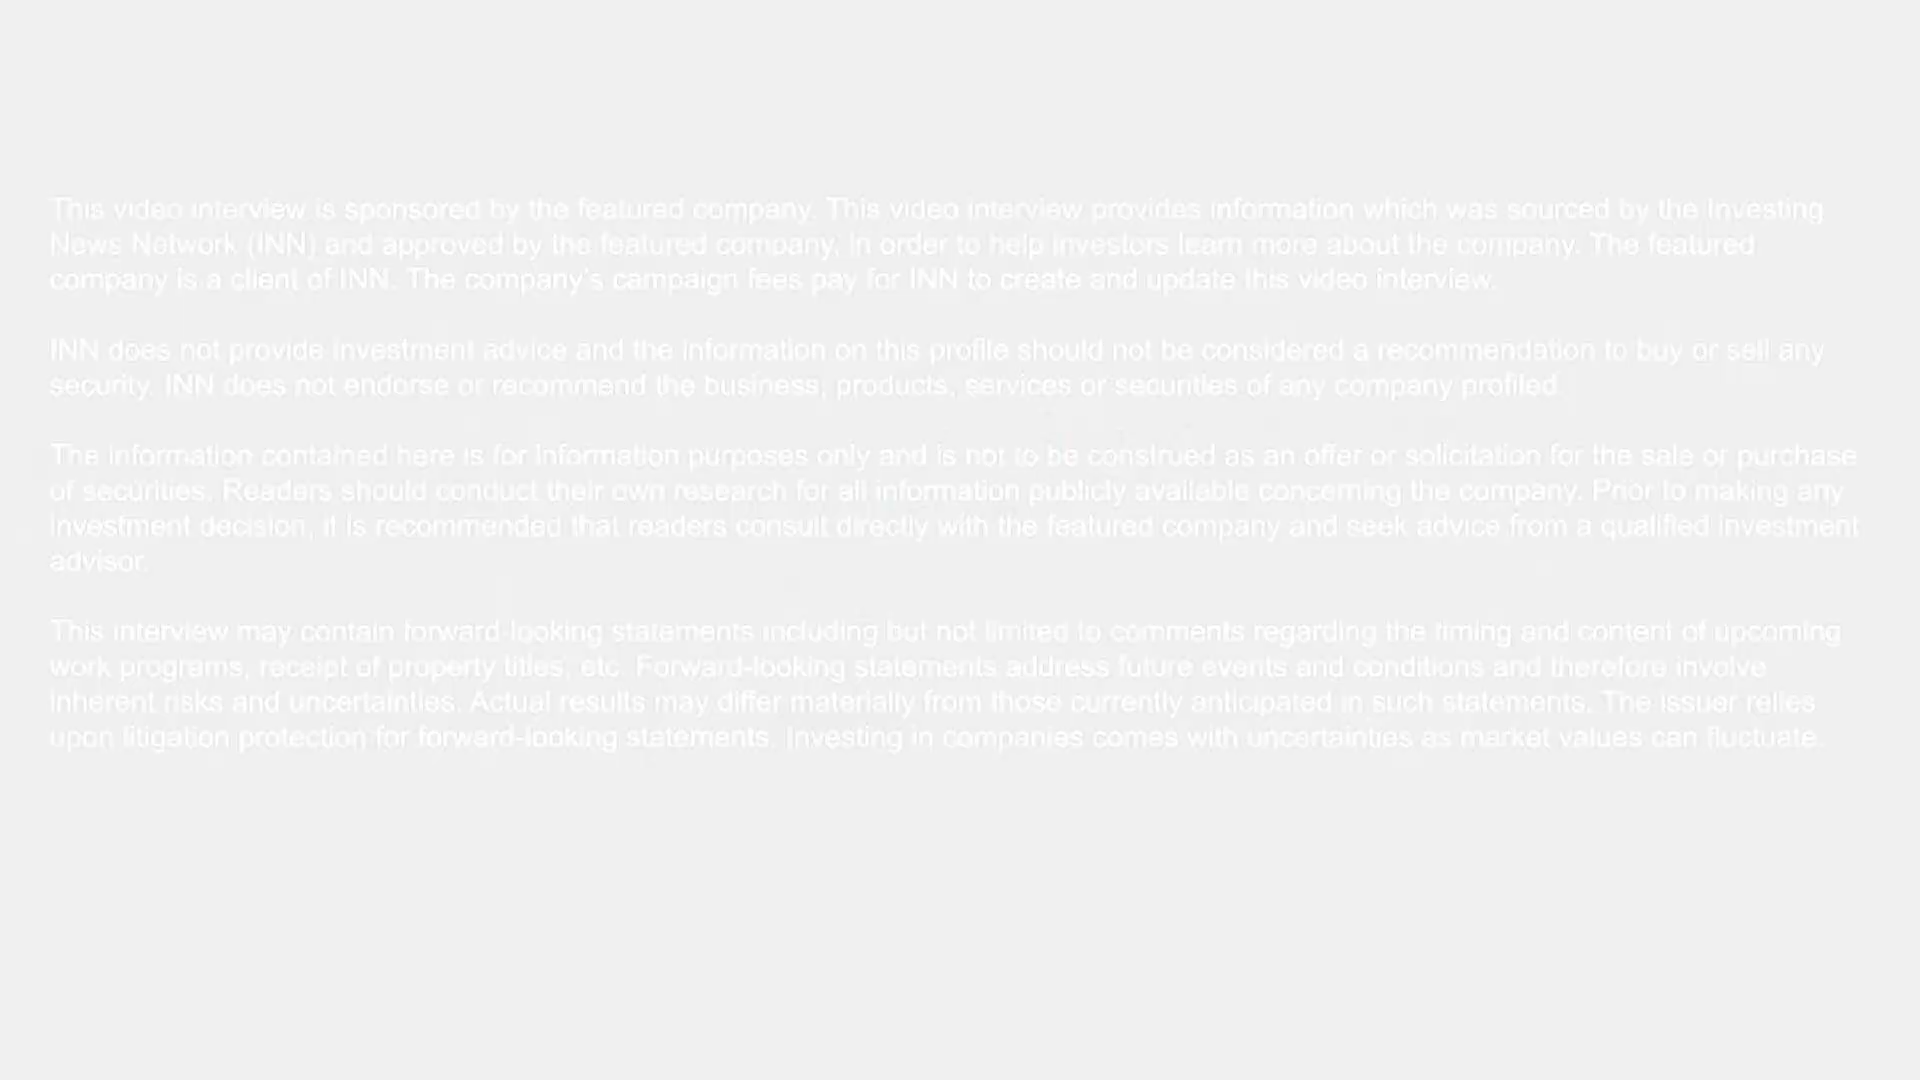 This video interview is sponsored by the featured company. This video interview provides information which was sourced by the Investing
News Network (INN) and approved by the featured company, in order to help investors learn more about the company. The featured
company is a client of INN. The company's campaign fees pay for INN to create and update this video interview.
INN does not provide investment advice and the information on this profile should not be considered a recommendation to buy or sell any
security. INN does not endorse or recommend the business, products, services or securities of any company profiled.
The information contained here is for information purposes only and is not to be construed as an offer or solicitation for the sale or purchase
of securities. Readers should conduct their own research for all information publicly available concerning the company. Prior to making any
investment decision, it is recommended that readers consult directly with the featured company and seek advice from a qualified investment
advisor.
This interview may contain forward-looking statements including but not limited to comments regarding the timing and content of upcoming
work programs, receipt of property titles, etc. Forward-looking statements address future events and conditions and therefore involve
inherent risks and uncertainties. Actual results may differ materially from those currently anticipated in such statements. The issuer relies
upon litigation protection for forward-looking statements. Investing in companies comes with uncertainties as market values can fluctuate.